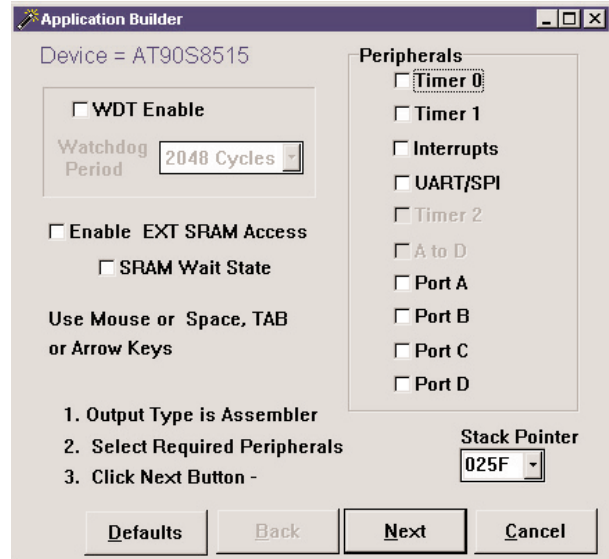 Application Builder
Device = AT90S8515
WDT Enable
Watchdog
Period
2048 Cycles
Enable EXT SRAM Access
SRAM Wait State
Use Mouse or Space, TAB
or Arrow Keys
1. Output Type is Assembler
2. Select Required Peripherals
3. Click Next Button -
Peripherals
Timer 0
Timer 1
Interrupts
UART/SPI
Timer 2
A to D
Port A
Port B
Port C
Port D
Stack Pointer
025F
Defaults
Back
Next
Cancel